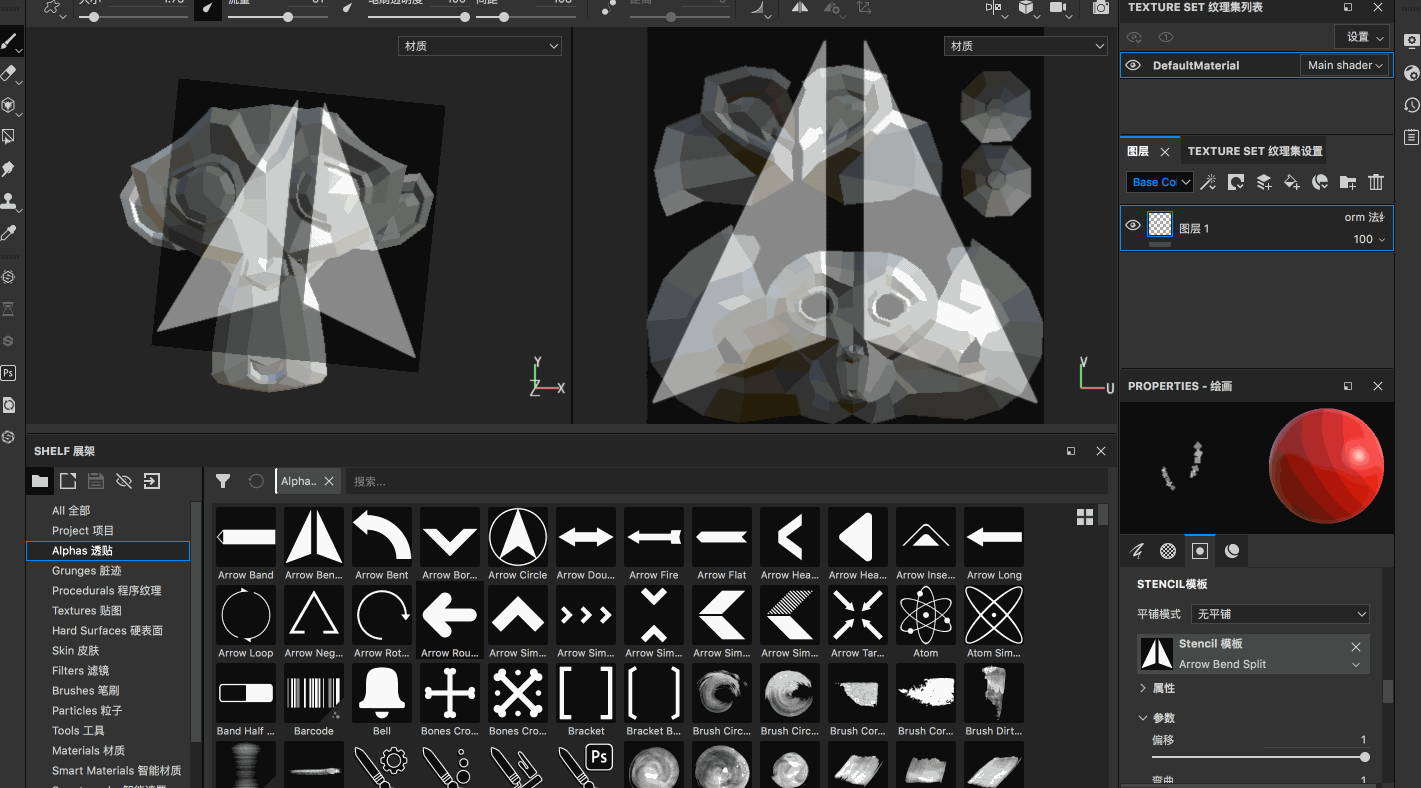 大小
1.75
流量
笔刷透明度
100
间距
距离
材质
材质
Y
Z
X
V
U
TEXTURE SET 纹理集列表
设置
DefaultMaterial
Main shader
图层
TEXTURE SET 纹理集设置
Base Col
图层 1
orm 法线
100
PROPERTIES - 绘画
STENCIL模板
平铺模式
无平铺
Stencil 模板
Arrow Bend Split
属性
参数
偏移
1
弯曲
1
Ps
SHELF 展架
Alpha..
搜索...
All 全部
Project 项目
Alphas 透贴
Grunges 脏迹
Procedurals 程序纹理
Textures 贴图
Hard Surfaces 硬表面
Skin 皮肤
Filters 滤镜
Brushes 笔刷
Particles 粒子
Tools 工具
Materials 材质
Smart Materials 智能材质
Arrow Band
Arrow Ben...
Arrow Bent
Arrow Bor...
Arrow Circle
Arrow Dou...
Arrow Fire
Arrow Flat
Arrow Hea...
Arrow Hea...
Arrow Inse...
Arrow Long
Arrow Loop
Arrow Neg...
Arrow Rot...
Arrow Rou...
Arrow Sim...
Arrow Sim...
Arrow Sim...
Arrow Sim...
Arrow Sim...
Arrow Tar...
Atom
Atom Sim...
Band Half ...
Barcode
Bell
Bones Cro...
Bones Cro...
Bracket
Bracket B...
Brush Circ...
Brush Circ...
Brush Cor...
Brush Cor...
Brush Dirt...
Ps